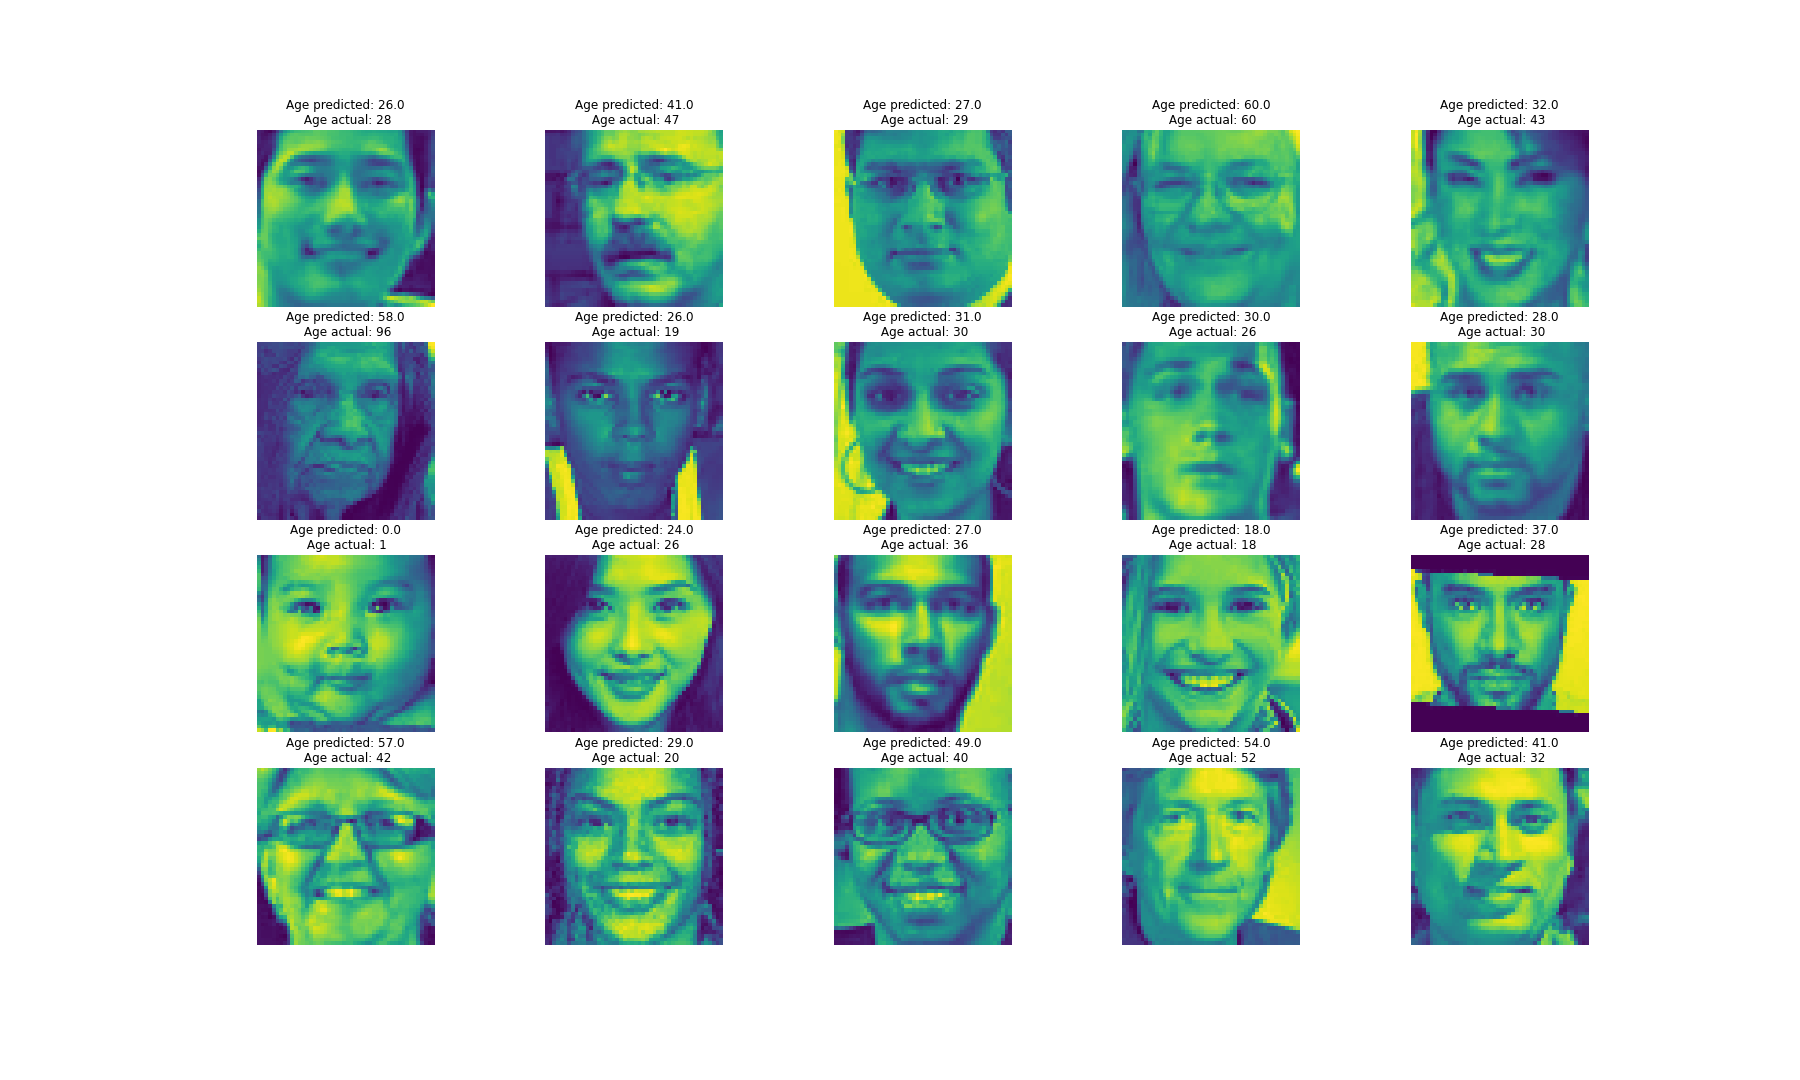 Age predicted: 26.0
Age actual: 28
Age predicted: 41.0
Age actual: 47
Age predicted: 27.0
Age actual: 29
Age predicted: 60.0
Age actual: 60
Age predicted: 32.0
Age actual: 43
Age predicted: 58.0
Age actual: 96
Age predicted: 26.0
Age actual: 19
Age predicted: 31.0
Age actual: 30
Age predicted: 30.0
Age actual: 26
Age predicted: 28.0
Age actual: 30
Age predicted: 0.0
Age actual: 1
Age predicted: 24.0
Age actual: 26
Age predicted: 27.0
Age actual: 36
Age predicted: 18.0
Age actual: 18
Age predicted: 37.0
Age actual: 28
Age predicted: 57.0
Age actual: 42
Age predicted: 29.0
Age actual: 20
Age predicted: 49.0
Age actual: 40
Age predicted: 54.0
Age actual: 52
Age predicted: 41.0
Age actual: 32